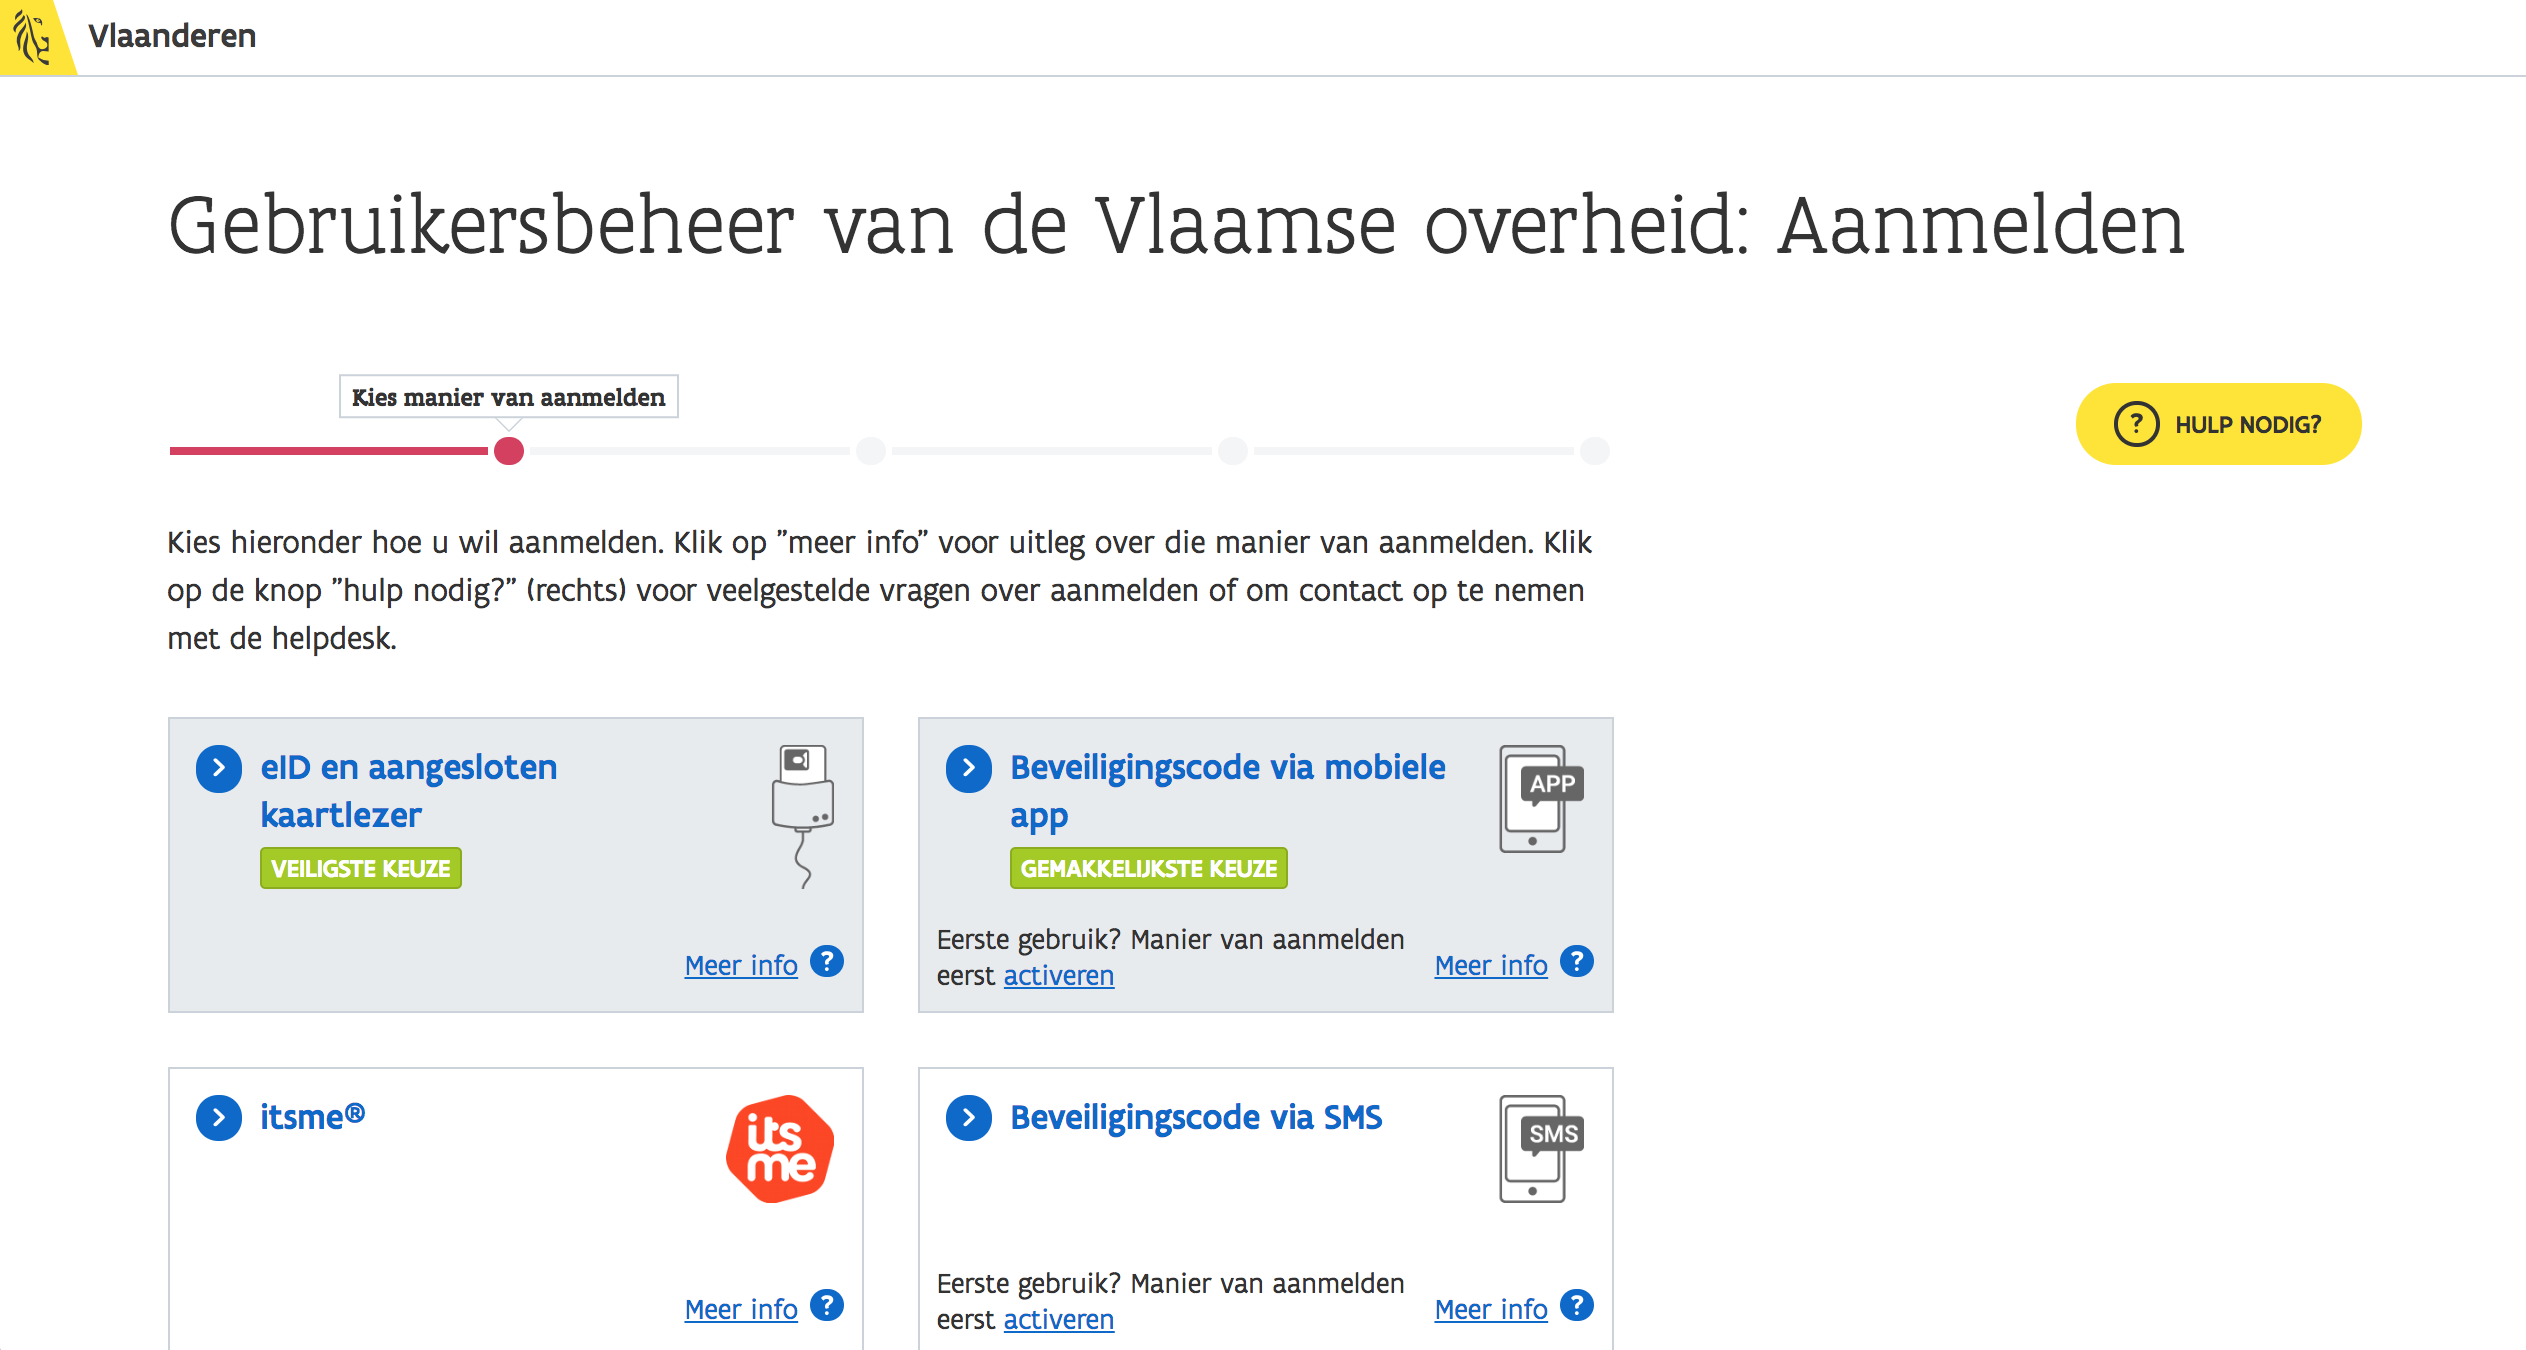 Vlaanderen
Gebruikersbeheer van de Vlaamse overheid: Aanmelden
Kies manier van aanmelden
? HULP NODIG?
Kies hieronder hoe u wil aanmelden. Klik op ”meer info” voor uitleg over die manier van aanmelden. Klik
op de knop ”hulp nodig?” (rechts) voor veelgestelde vragen over aanmelden of om contact op te nemen
met de helpdesk.
eID en aangesloten
kaartlezer
VEILIGSTE KEUZE
Meer info ?
Beveiligingscode via mobiele
app
APP
GEMAKKELIJKSTE KEUZE
Eerste gebruik? Manier van aanmelden
eerst activeren
Meer info ?
itsme®
its
me
Meer info ?
Beveiligingscode via SMS
SMS
Eerste gebruik? Manier van aanmelden
eerst activeren
Meer info ?